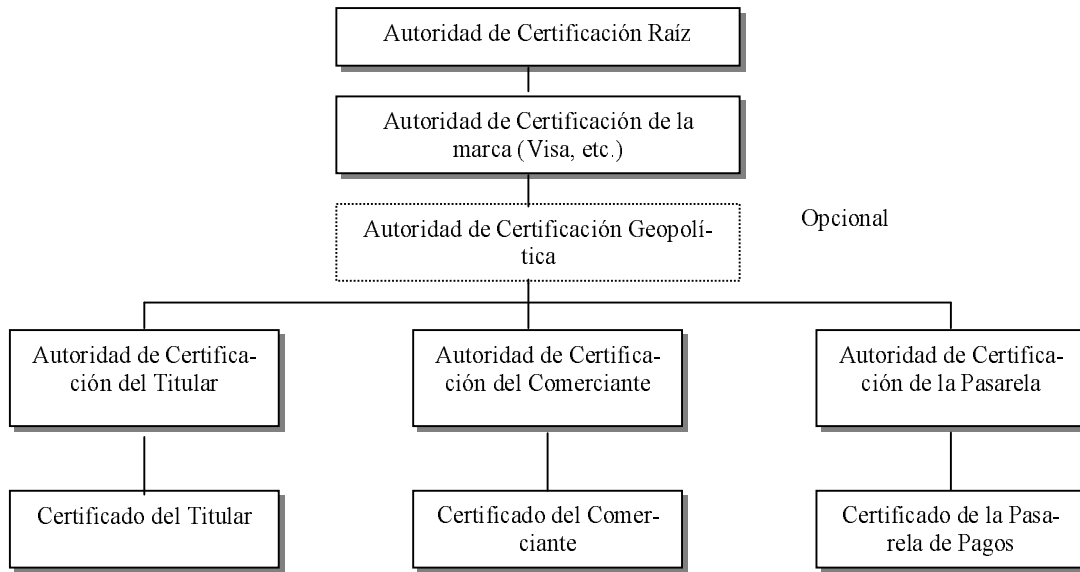 Autoridad de Certificación Raíz
Autoridad de Certificación de la
marca (Visa, etc.)
Autoridad de Certificación Geopolí-
tica
Opcional
Autoridad de Certifica-
ción del Titular
Autoridad de Certifica-
ción del Comerciante
Autoridad de Certifica-
ción de la Pasarela
Certificado del Titular
Certificado del Comer-
ciante
Certificado de la Pasa-
rela de Pagos